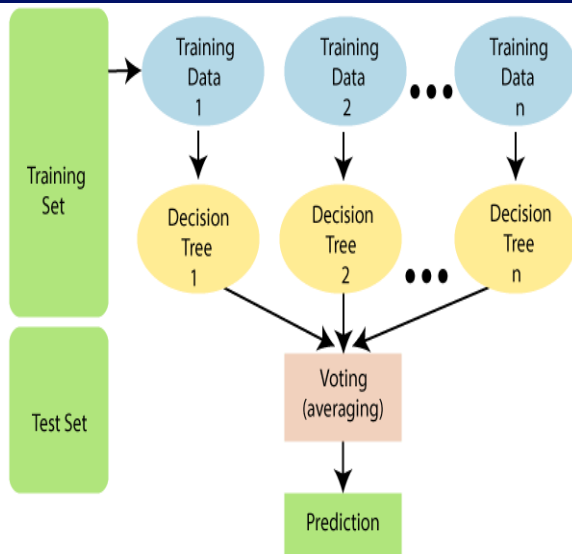 Training
Data
1
Training
Data
2
Training
Data
n
Training
Set
Decision
Tree
1
Decision
Tree
2
Decision
Tree
n
Test Set
Voting
(averaging)
Prediction